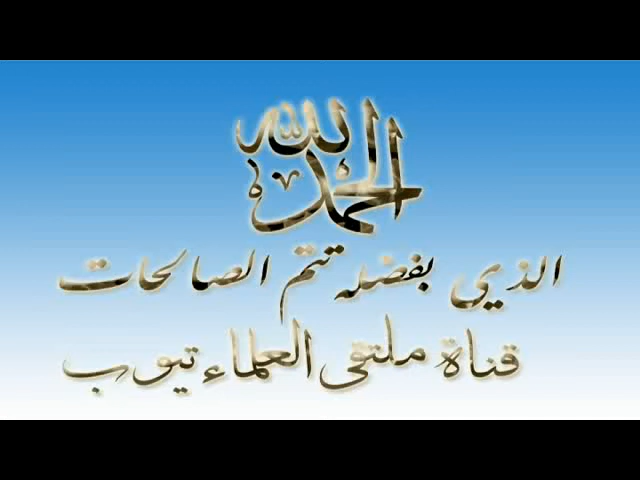 الحمد لله
الذي بفضله تتم الصالحات
قناة ملتقى العلماء تيوب